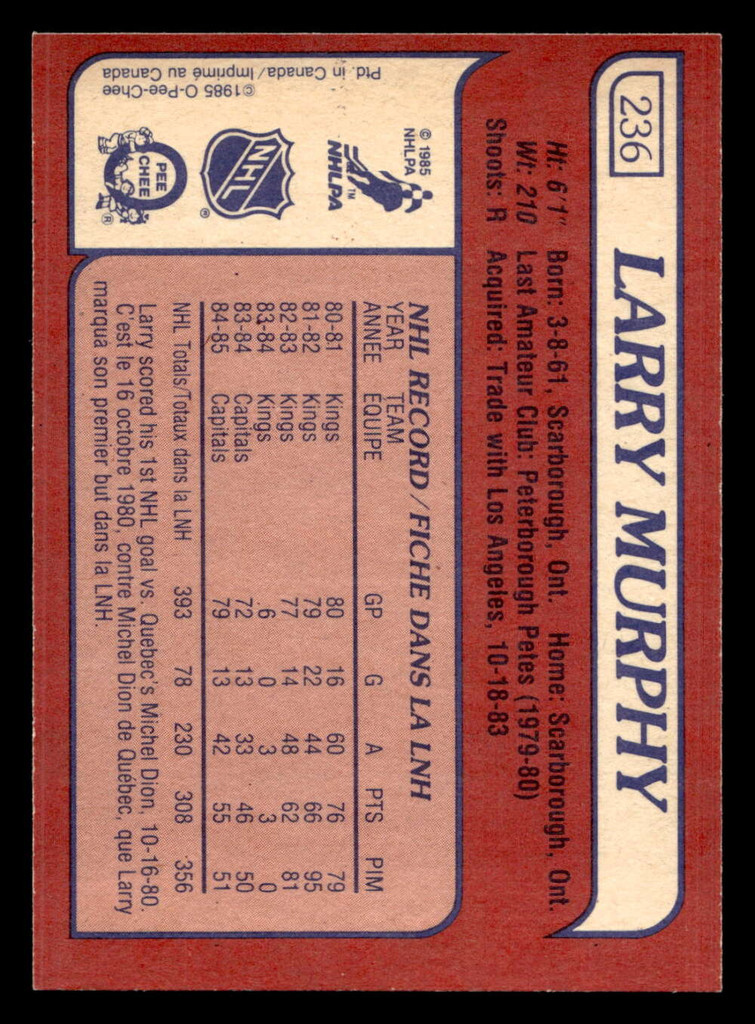 236
LARRY MURPHY
Ht: 6'1" Born: 3-8-61, Scarborough, Ont. Home: Scarborough, Ont.
Wt: 210 Last Amateur Club: Peterborough Petes (1979-80)
Shoots: R Acquired: Trade with Los Angeles, 10-18-83
© 1985
NHLPA
NHLPA™
NHL
®
O
PEE
CHEE
®
©1985 O-Pee-Chee
Ptd. in Canada/Imprimé au Canada
NHL RECORD/FICHE DANS LA LNH
YEAR TEAM
ANNEE EQUIPE GP G A PTS PIM
80-81 Kings 80 16 60 76 79
81-82 Kings 79 22 44 66 95
82-83 Kings 77 14 48 62 81
83-84 Kings 6 0 3 3 0
83-84 Capitals 72 13 33 46 50
84-85 Capitals 79 13 42 55 51
NHL Totals/Totaux dans la LNH 393 78 230 308 356
Larry scored his 1st NHL goal vs. Quebec's Michel Dion, 10-16-80.
C'est le 16 octobre 1980, contre Michel Dion de Québec, que Larry
marqua son premier but dans la LNH.